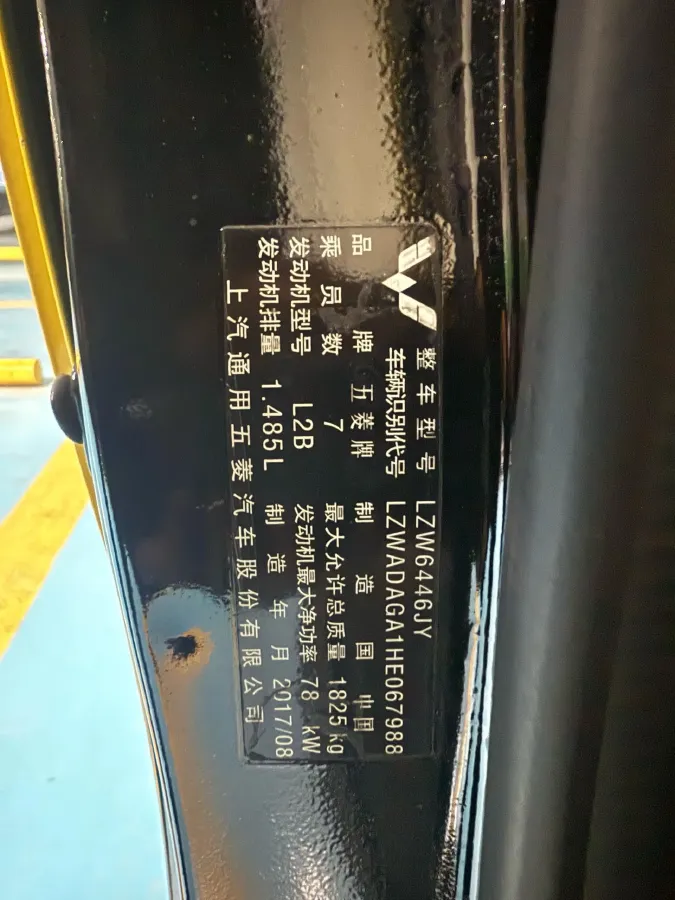 整车型号 LZW6446JY
车辆识别代号 LZWADAGA1HE067988
品牌 五菱牌 制造国 中国
乘员数 7 最大允许总质量 1825 kg
发动机型号 L2B 发动机最大净功率 78 kW
发动机排量 1.485L 制造年月 2017/08
上汽通用五菱汽车股份有限公司